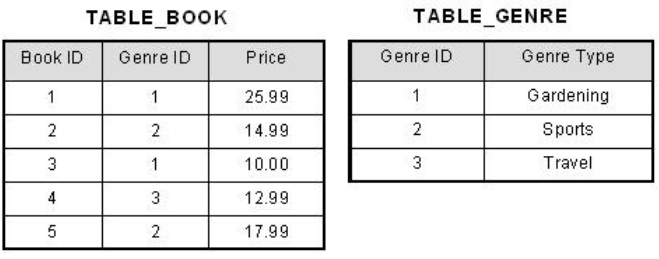 TABLE_BOOK
Book ID Genre ID Price
1 1 25.99
2 2 14.99
3 1 10.00
4 3 12.99
5 2 17.99
TABLE_GENRE
Genre ID Genre Type
1 Gardening
2 Sports
3 Travel